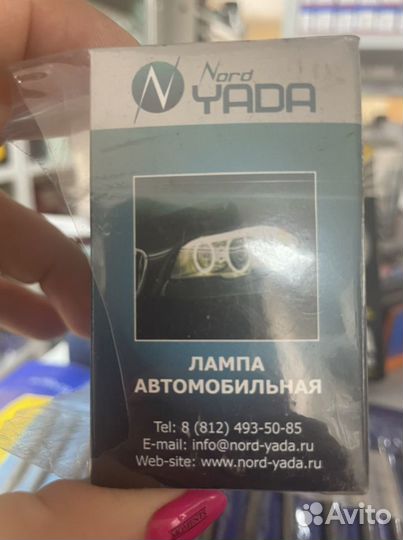 Nord
YADA
ЛАМПА
АВТОМОБИЛЬНАЯ
Tel: 8 (812) 493-50-85
E-mail: info@nord-yada.ru
Web-site: www.nord-yada.ru
MOMENTS
Avito